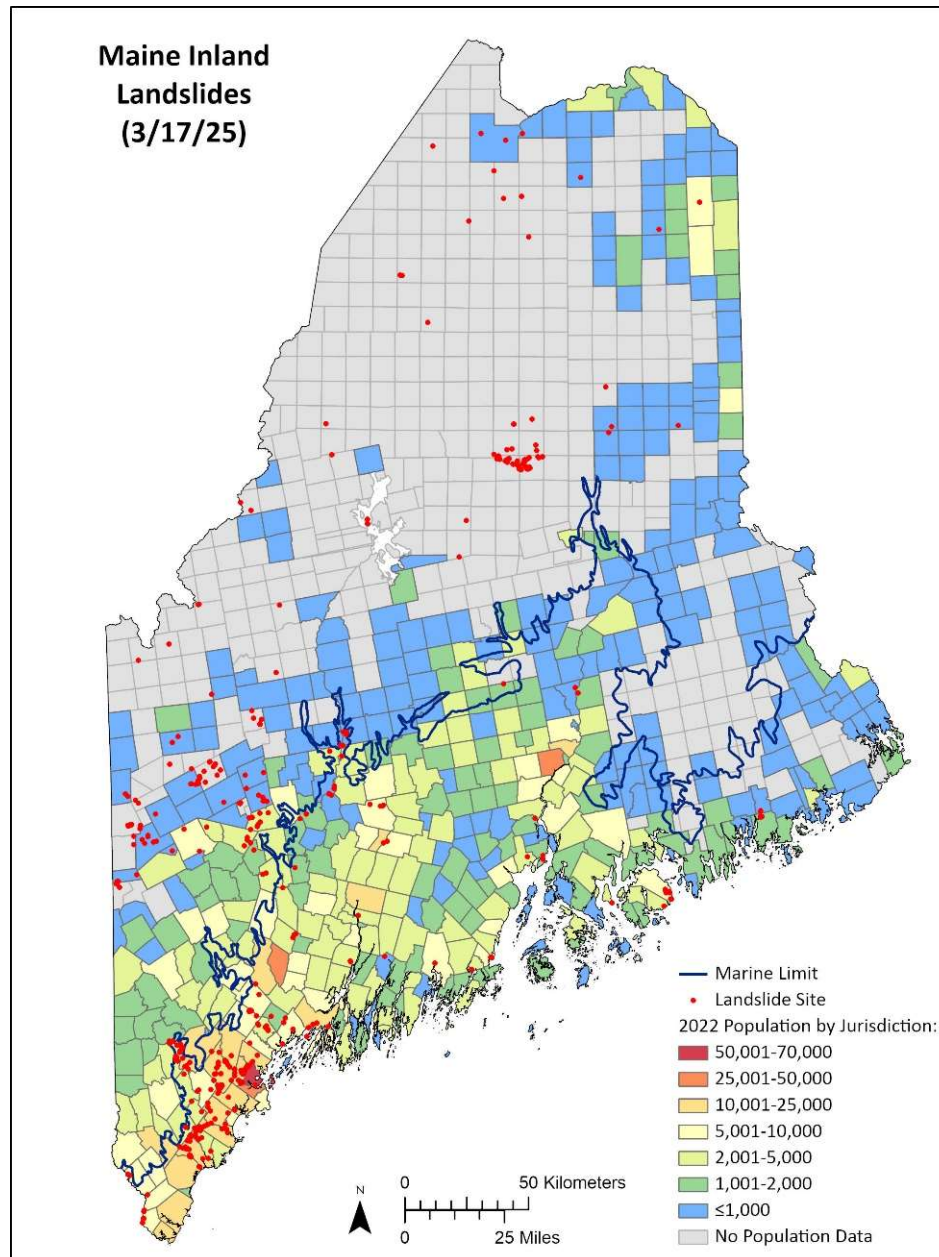 Maine Inland
Landslides
(3/17/25)
Marine Limit
Landslide Site
2022 Population by Jurisdiction:
50,001-70,000
25,001-50,000
10,001-25,000
5,001-10,000
2,001-5,000
1,001-2,000
≤1,000
No Population Data
N
0 50 Kilometers
0 25 Miles